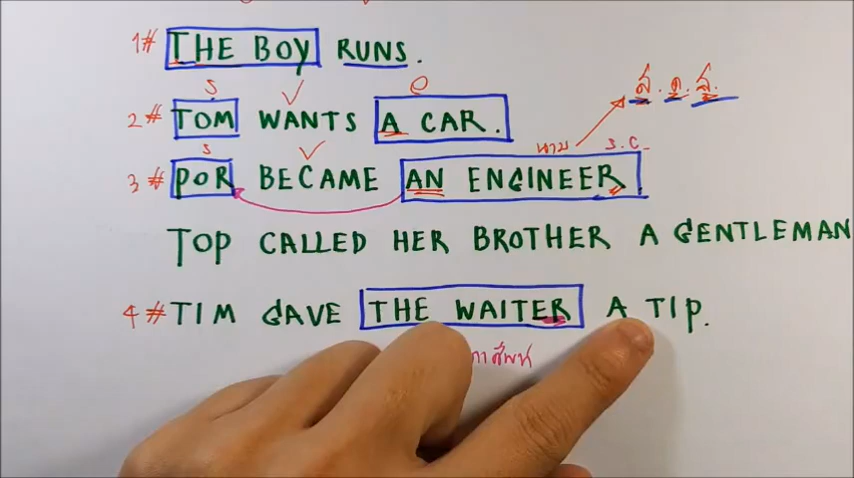 1# THE BOY RUNS.
S O
2# TOM WANTS A CAR.
ส. ค. ส.
S นาม S.C.
3# POR BECAME AN ENGINEER.
TOP CALLED HER BROTHER A GENTLEMAN
4# TIM GAVE THE WAITER A TIP.